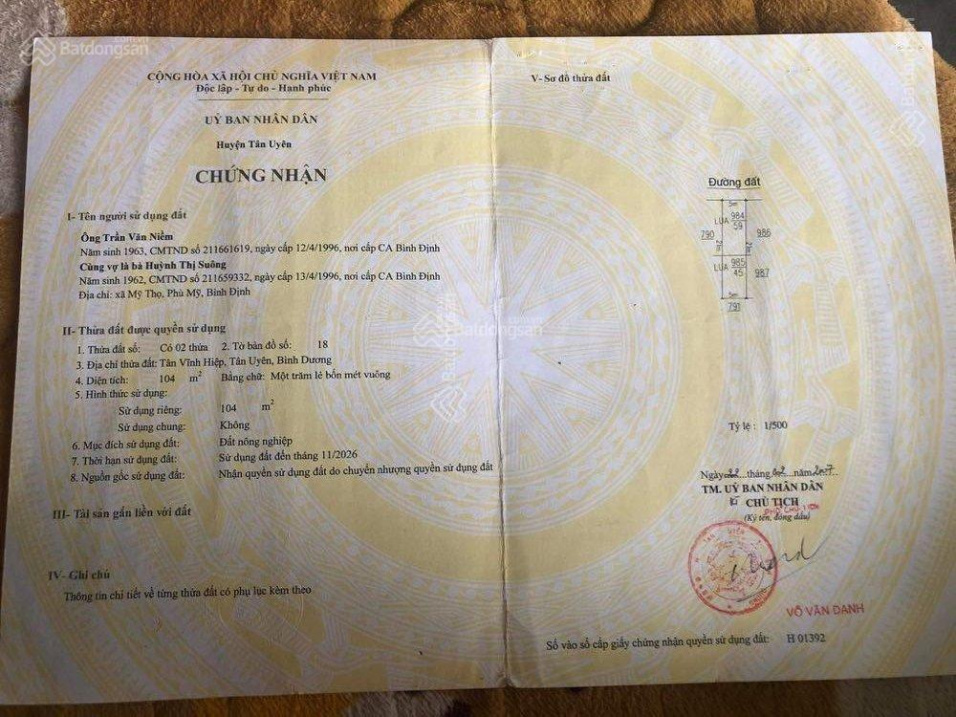 Batdongsan
CỘNG HÒA XÃ HỘI CHỦ NGHĨA VIỆT NAM
Độc lập - Tự do - Hạnh phúc
UỶ BAN NHÂN DÂN
Huyện Tân Uyên
CHỨNG NHẬN
I- Tên người sử dụng đất
Ông Trần Văn Niềm
Năm sinh 1963, CMTND số 211661619, ngày cấp 12/4/1996, nơi cấp CA Bình Định
Cùng vợ là bà Huỳnh Thị Suông
Năm sinh 1962, CMTND số 211659332, ngày cấp 13/4/1996, nơi cấp CA Bình Định
Địa chỉ: xã Mỹ Thọ, Phù Mỹ, Bình Định
II- Thửa đất được quyền sử dụng
1. Thửa đất số: Có 02 thửa 2. Tờ bản đồ số: 18
3. Địa chỉ thửa đất: Tân Vĩnh Hiệp, Tân Uyên, Bình Dương
4. Diện tích: 104 m2 Bằng chữ: Một trăm lẻ bốn mét vuông
5. Hình thức sử dụng:
Sử dụng riêng: 104 m2
Sử dụng chung: Không
6. Mục đích sử dụng đất: Đất nông nghiệp
7. Thời hạn sử dụng đất: Sử dụng đất đến tháng 11/2026
8. Nguồn gốc sử dụng đất: Nhận quyền sử dụng đất do chuyển nhượng quyền sử dụng đất
III- Tài sản gắn liền với đất
IV- Ghi chú
Thông tin chi tiết về từng thửa đất có phụ lục kèm theo
V- Sơ đồ thửa đất
Đường đất
5m
LUA 984
59
790
986
LUA 985
45
987
5m
791
Tỷ lệ : 1/500
Ngày 22 tháng 02 năm 2007
TM. UỶ BAN NHÂN DÂN
CHỦ TỊCH
(Ký tên, đóng dấu)
VÕ VĂN DANH
Số vào sổ cấp giấy chứng nhận quyền sử dụng đất: H 01392
Batdongsan